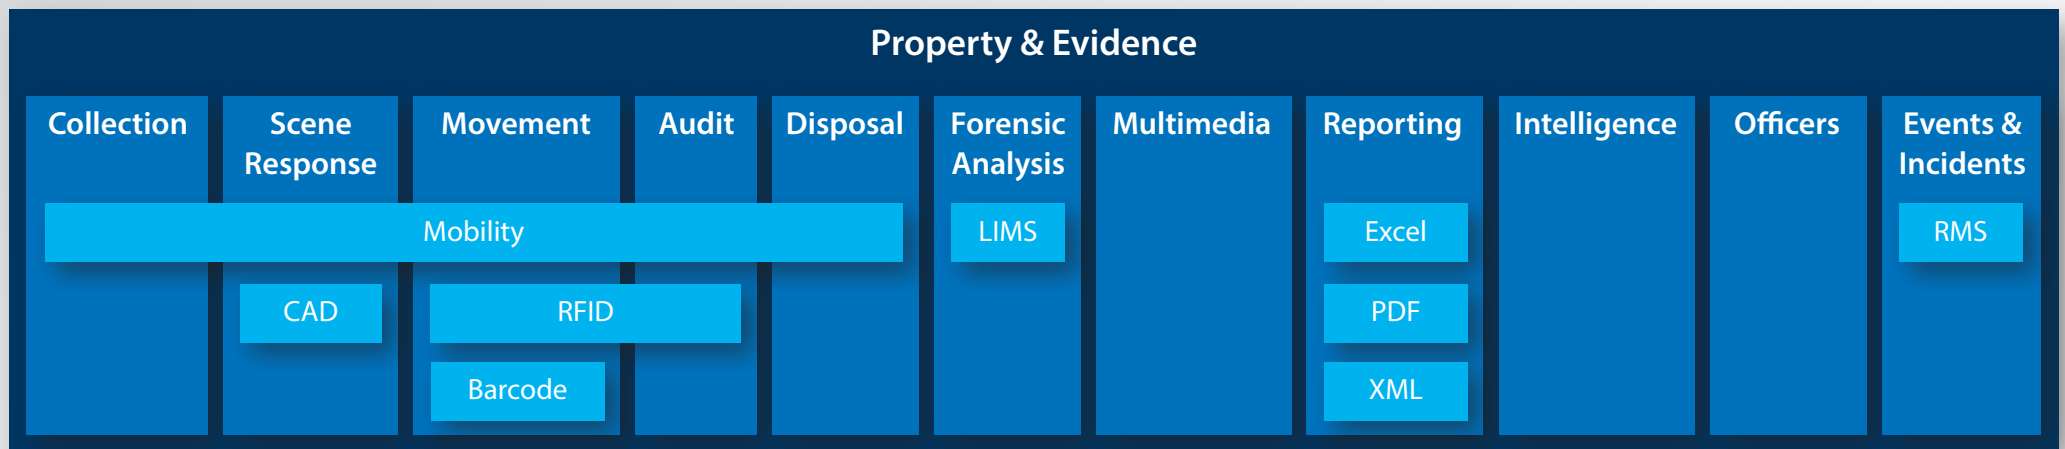 Property & Evidence
Collection
Scene
Response
Movement
Audit
Disposal
Forensic
Analysis
Multimedia
Reporting
Intelligence
Officers
Events &
Incidents
Mobility
LIMS
Excel
RMS
CAD
RFID
PDF
Barcode
XML